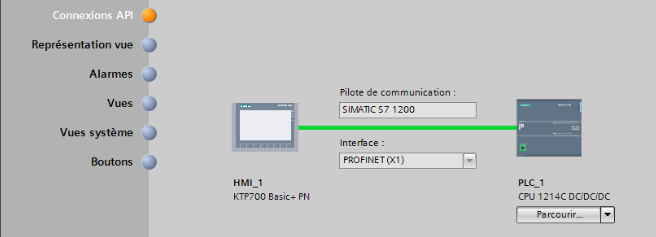 Connexions API
Représentation vue
Alarmes
Vues
Vues système
Boutons
Pilote de communication :
SIMATIC S7 1200
Interface :
PROFINET (X1)
HMI_1
KTP700 Basic+ PN
PLC_1
CPU 1214C DC/DC/DC
Parcourir...